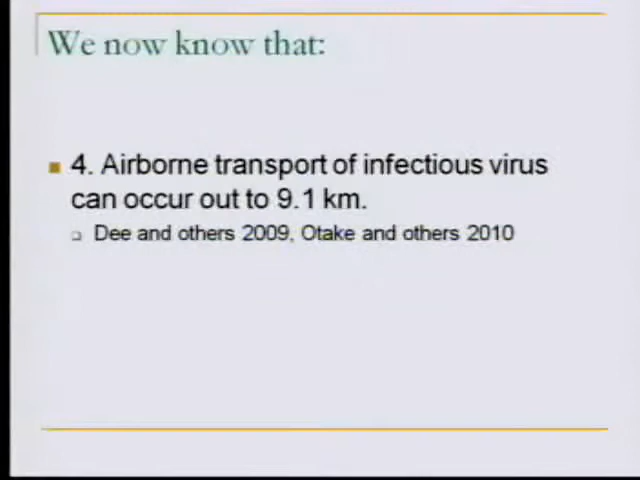 We now know that:
4. Airborne transport of infectious virus
can occur out to 9.1 km.
Dee and others 2009, Otake and others 2010